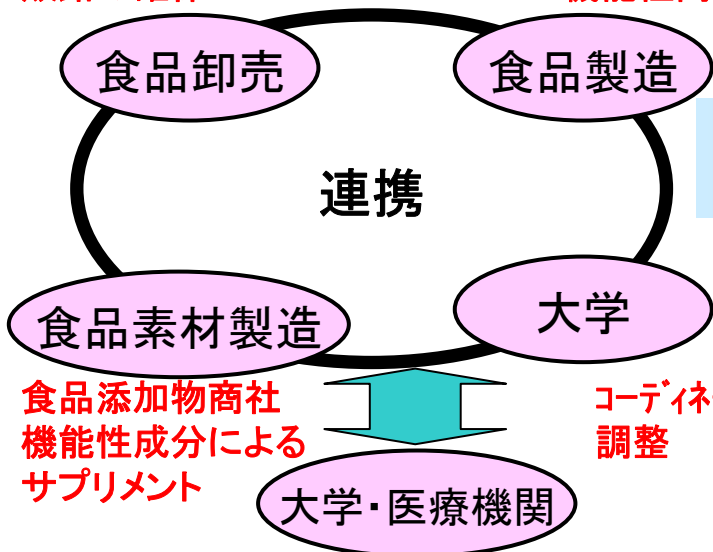 食品卸売
食品製造
連携
食品素材製造
大学
食品添加物商社
機能性成分による
サプリメント
コーディネ
調整
大学・医療機関